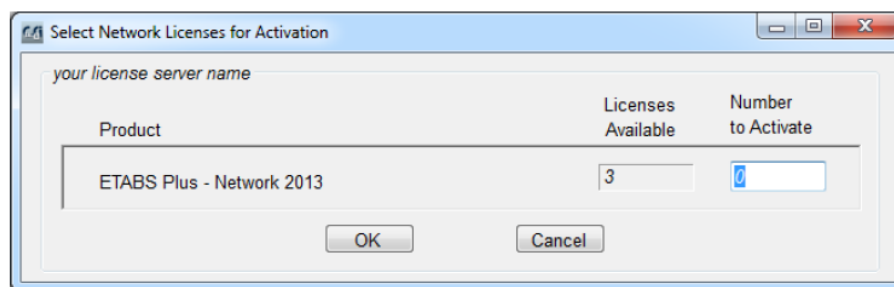 Select Network Licenses for Activation
your license server name
Product
Licenses Available
Number to Activate
ETABS Plus - Network 2013
3
0
OK
Cancel